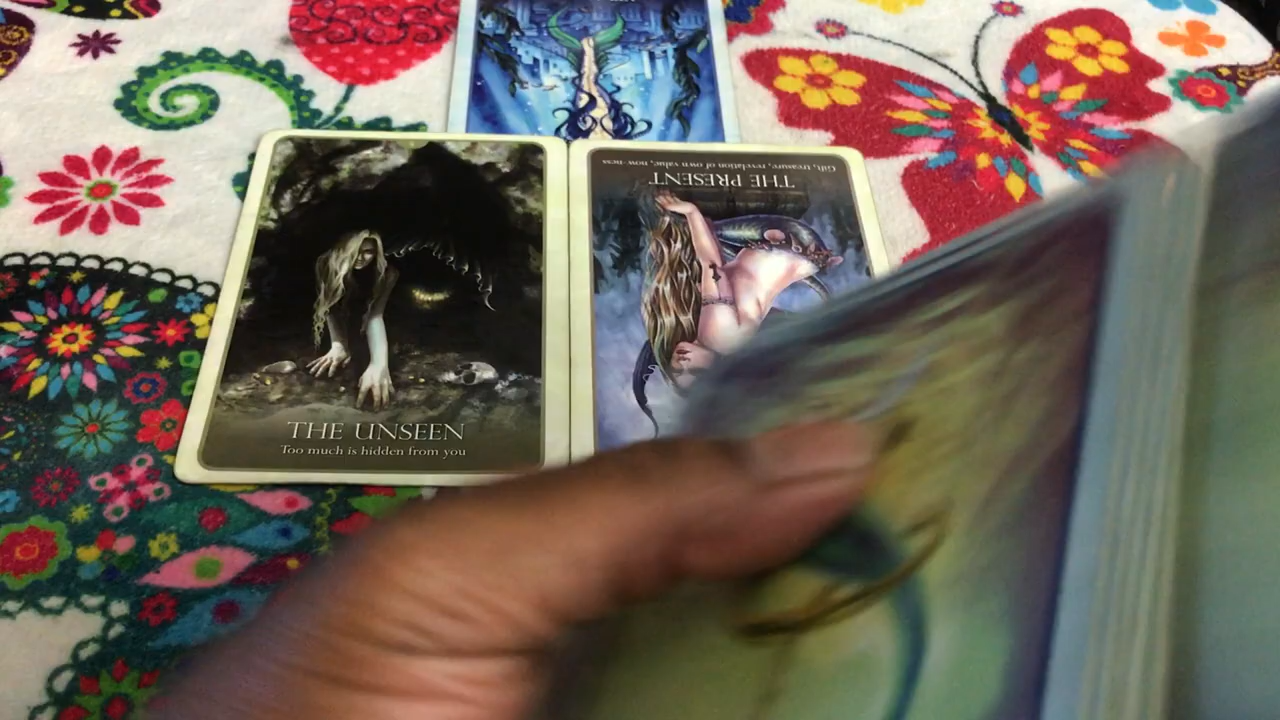 Gift, treasure, revelation of own value, now-ness
THE PRESENT
THE UNSEEN
Too much is hidden from you